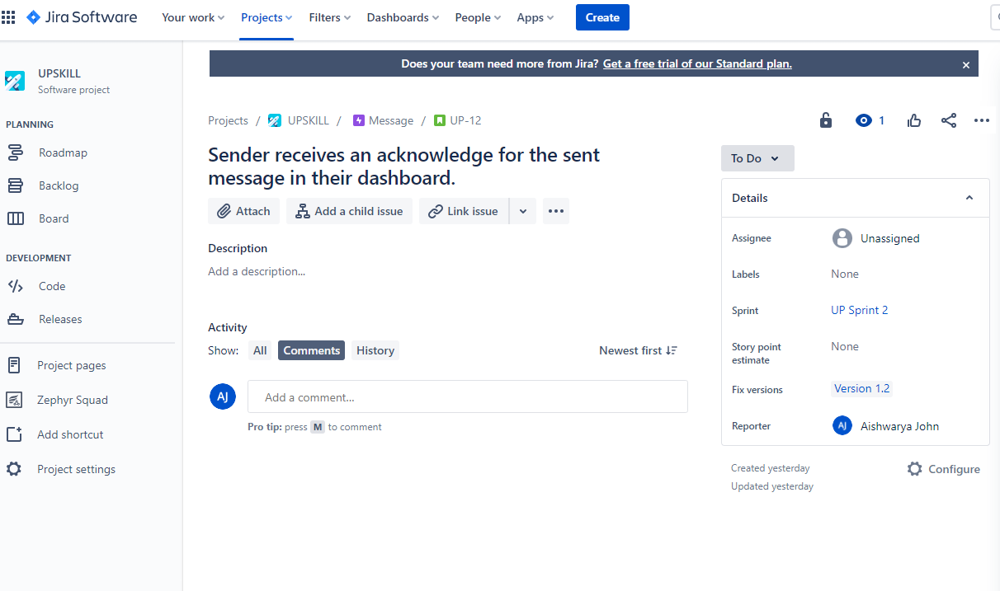 Jira Software Your work Projects Filters Dashboards People Apps Create
Does your team need more from Jira? Get a free trial of our Standard plan.
UPSKILL
Software project
PLANNING
Roadmap
Backlog
Board
DEVELOPMENT
Code
Releases
Project pages
Zephyr Squad
Add shortcut
Project settings
Projects / UPSKILL / Message / UP-12
1
Sender receives an acknowledge for the sent
message in their dashboard.
Attach Add a child issue Link issue
Description
Add a description...
Activity
Show: All Comments History Newest first
AJ Add a comment...
Pro tip: press M to comment
To Do
Details
Assignee Unassigned
Labels None
Sprint UP Sprint 2
Story point
estimate None
Fix versions Version 1.2
Reporter AJ Aishwarya John
Created yesterday
Updated yesterday
Configure